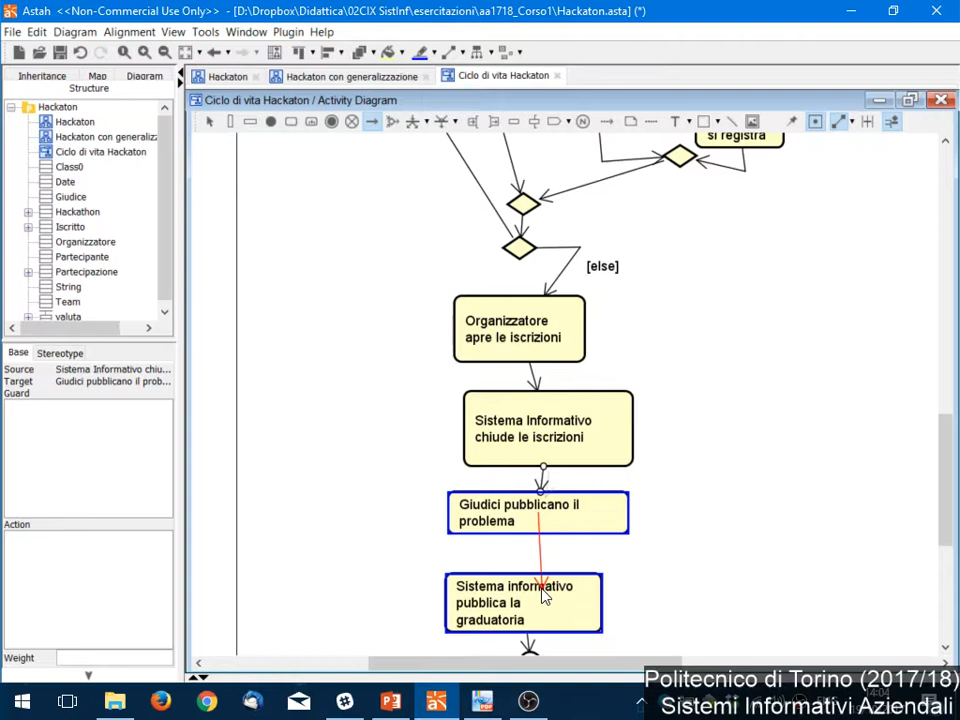 Astah <<Non-Commercial Use Only>> - [D:\Dropbox\Didattica\02CIX SistInf\esercitazioni\aa1718_Corso1\Hackaton.asta] (*)
File Edit Diagram Alignment View Tools Window Plugin Help
Inheritance Map Diagram
Structure
Hackaton
Hackaton
Hackaton con generalizz
Ciclo di vita Hackaton
Class0
Date
Giudice
Hackathon
Iscritto
Organizzatore
Partecipante
Partecipazione
String
Team
valuta
Base Stereotype
Source Sistema Informativo chiu...
Target Giudici pubblicano il prob...
Guard
Action
Weight
Hackaton
Hackaton con generalizzazione
Ciclo di vita Hackaton
Ciclo di vita Hackaton / Activity Diagram
si registra
[else]
Organizzatore
apre le iscrizioni
Sistema Informativo
chiude le iscrizioni
Giudici pubblicano il
problema
Sistema informativo
pubblica la
graduatoria
Politecnico di Torino (2017/18)
14:04
Sistemi Informativi Aziendali